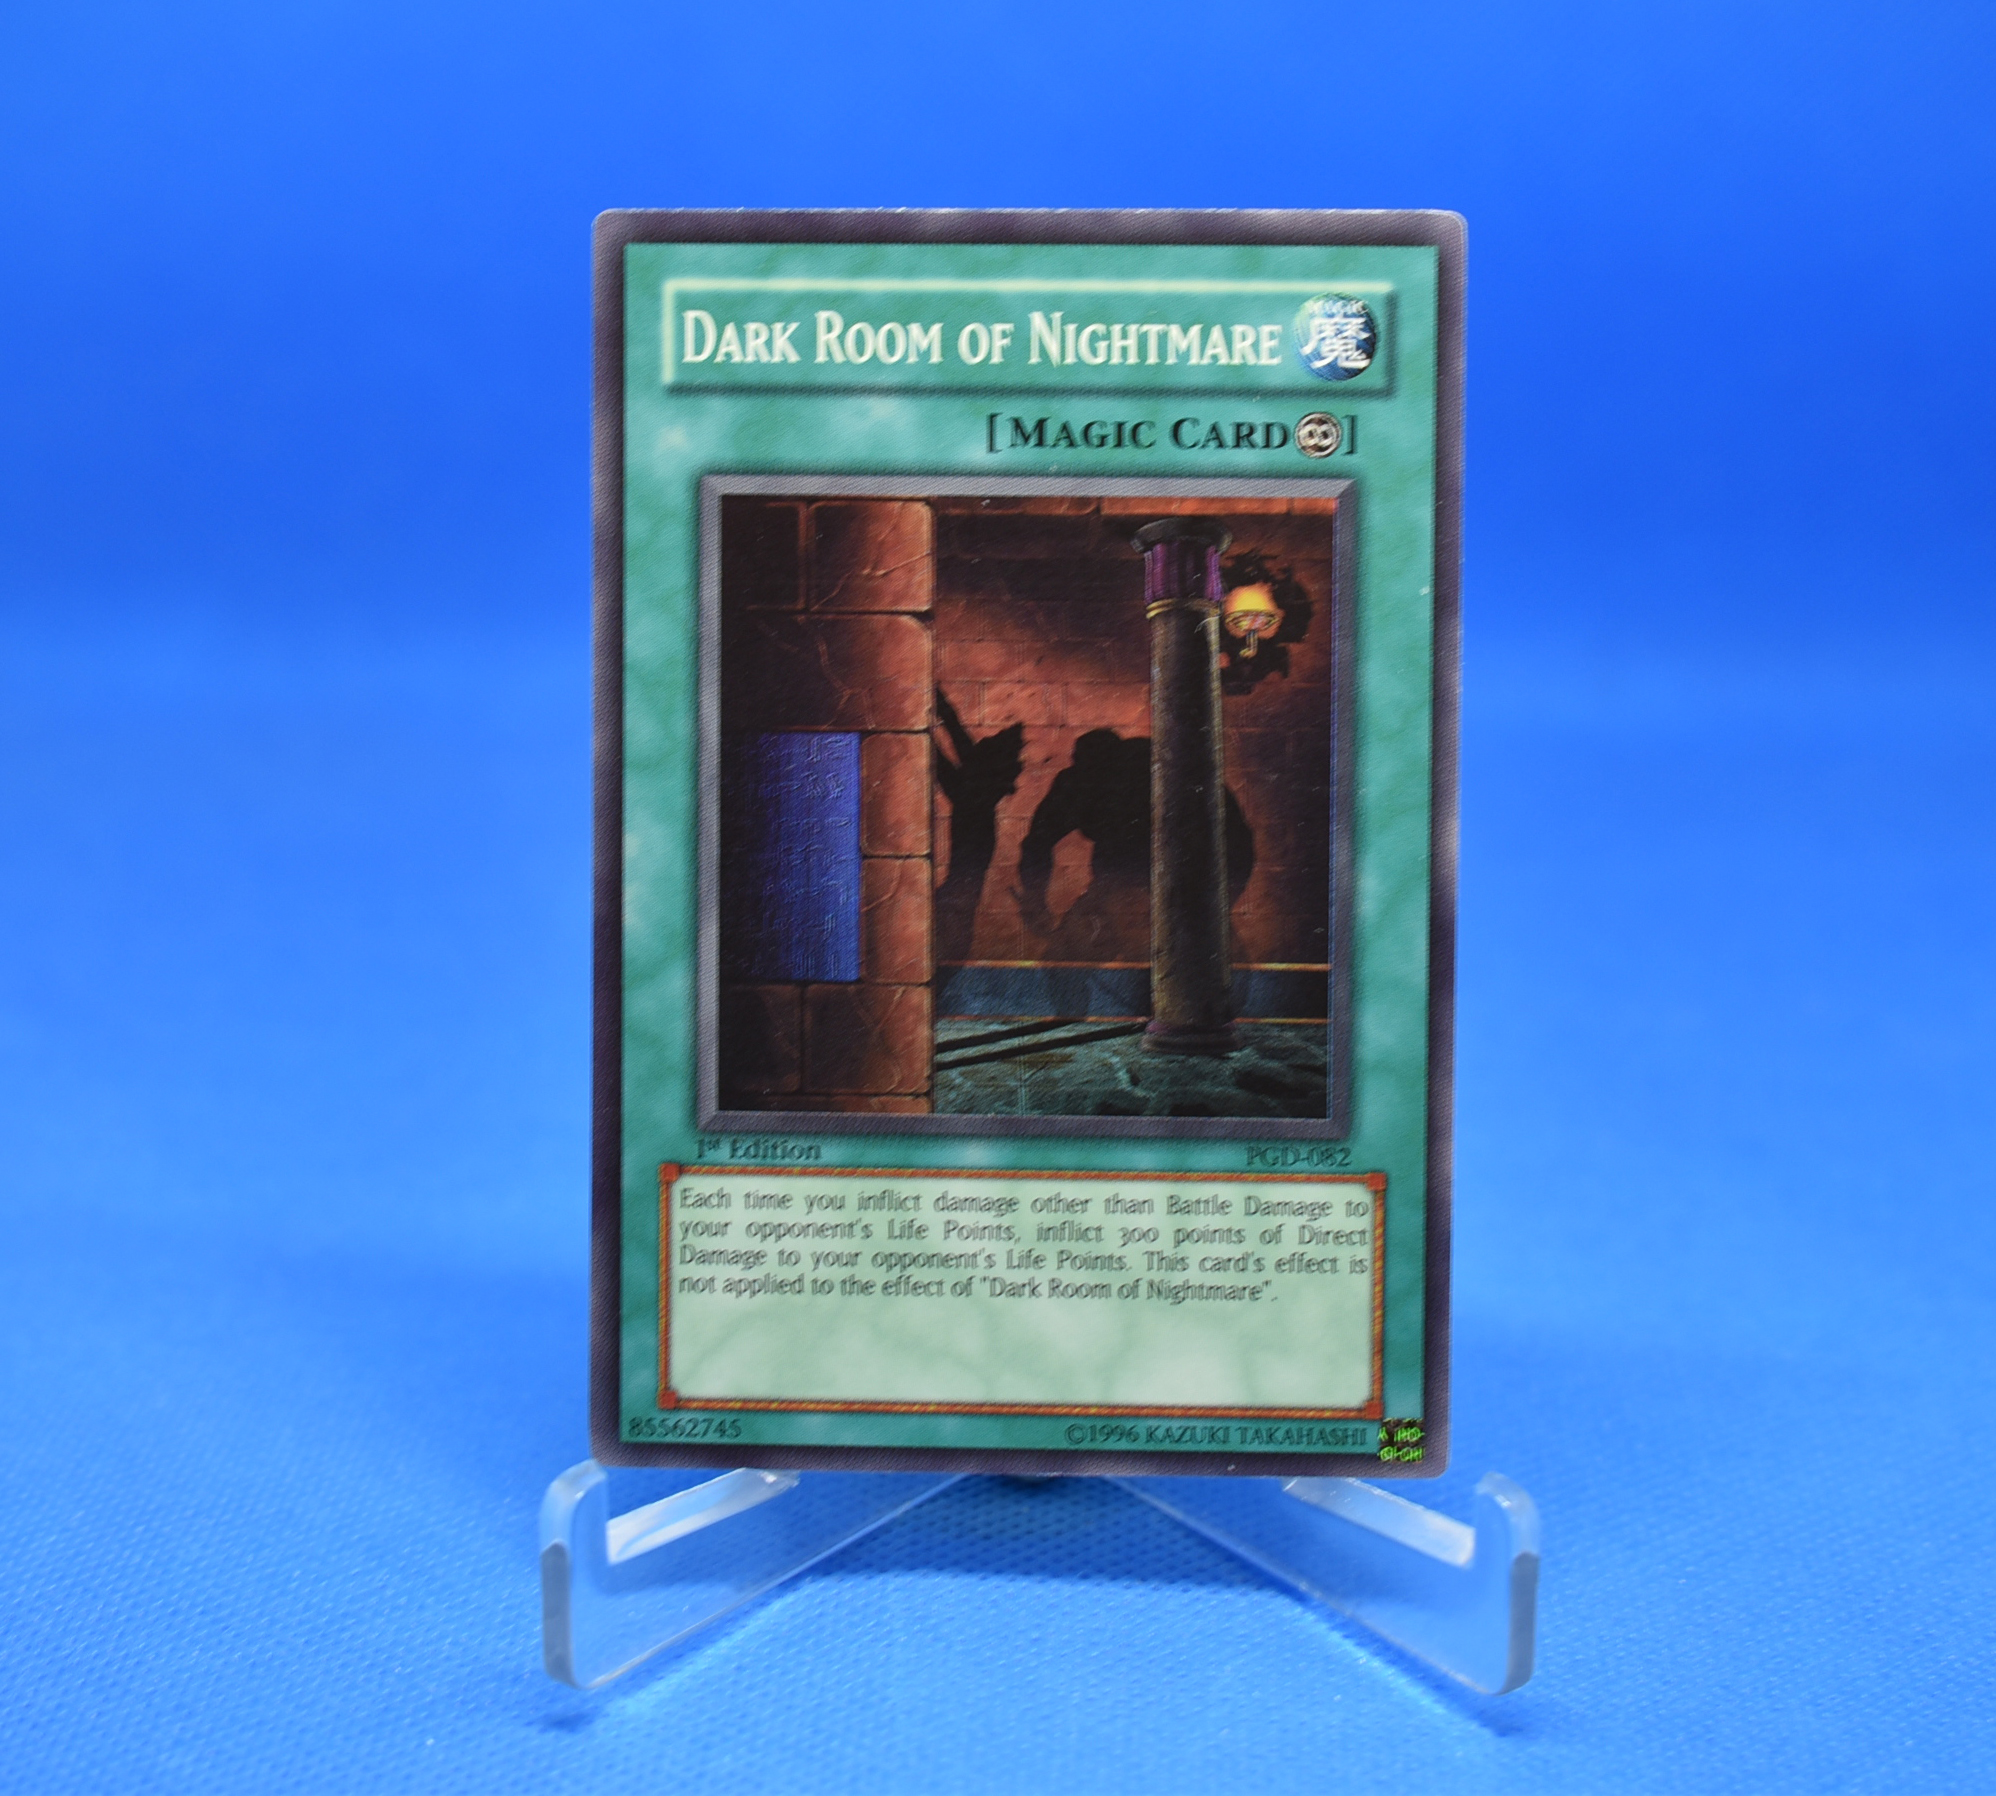 DARK ROOM OF NIGHTMARE
MAGIC
魔
[MAGIC CARD]
1st Edition
PGD-082
Each time you inflict damage other than Battle Damage to
your opponent's Life Points, inflict 300 points of Direct
Damage to your opponent's Life Points. This card's effect is
not applied to the effect of "Dark Room of Nightmare".
85562745
©1996 KAZUKI TAKAHASHI